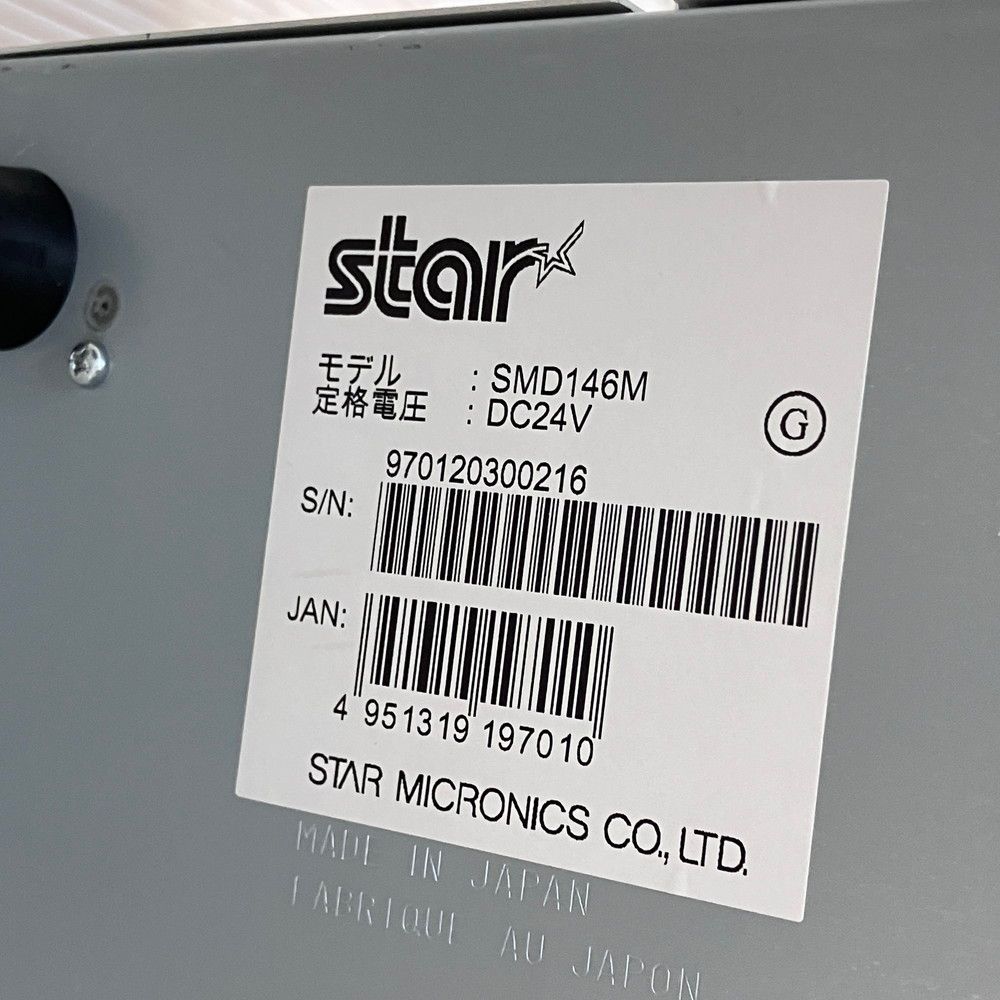 star
モデル : SMD146M
定格電圧 : DC24V
G
970120300216
S/N:
JAN:
4 951319 197010
STAR MICRONICS CO., LTD.
MADE IN JAPAN
FABRIQUE AU JAPON